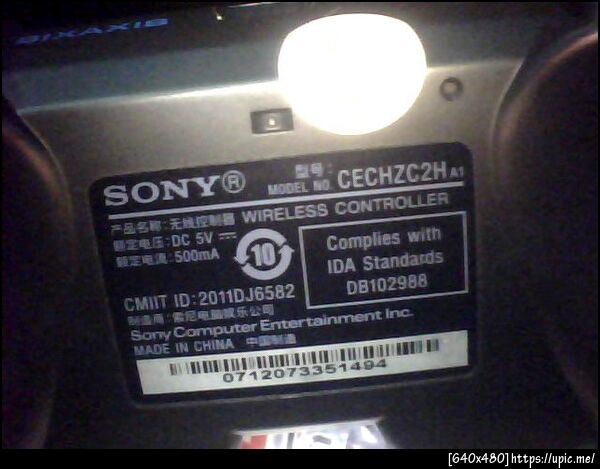 SIXAXIS
SONY®
型号:
MODEL NO. CECHZC2H A1
产品名称: 无线控制器 WIRELESS CONTROLLER
额定电压: DC 5V
额定电流: 500mA
10
Complies with
IDA Standards
DB102988
CMIIT ID: 2011DJ6582
制造商: 索尼电脑娱乐公司
Sony Computer Entertainment Inc.
MADE IN CHINA 中国制造
0712073351494
[640x480]https://upic.me/